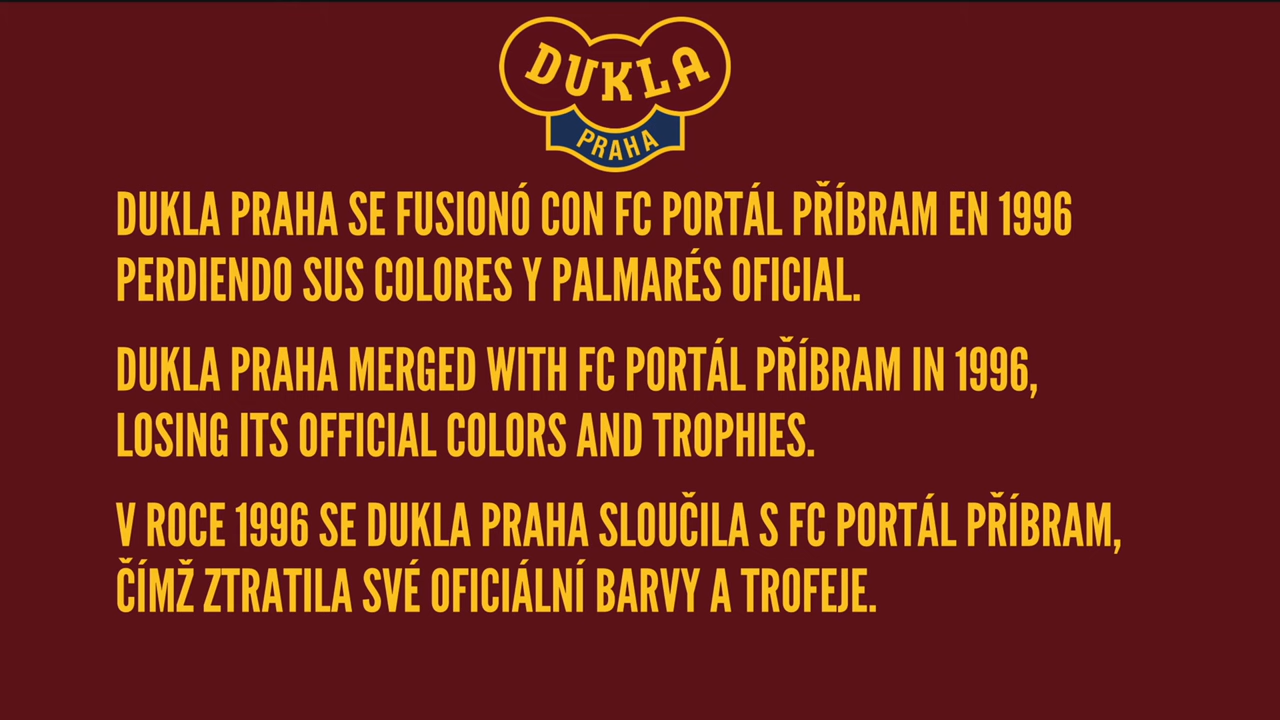 DUKLA
PRAHA
DUKLA PRAHA SE FUSIONÓ CON FC PORTÁL PŘÍBRAM EN 1996
PERDIENDO SUS COLORES Y PALMARÉS OFICIAL.
DUKLA PRAHA MERGED WITH FC PORTÁL PŘÍBRAM IN 1996,
LOSING ITS OFFICIAL COLORS AND TROPHIES.
V ROCE 1996 SE DUKLA PRAHA SLOUČILA S FC PORTÁL PŘÍBRAM,
ČÍMŽ ZTRATILA SVÉ OFICIÁLNÍ BARVY A TROFEJE.